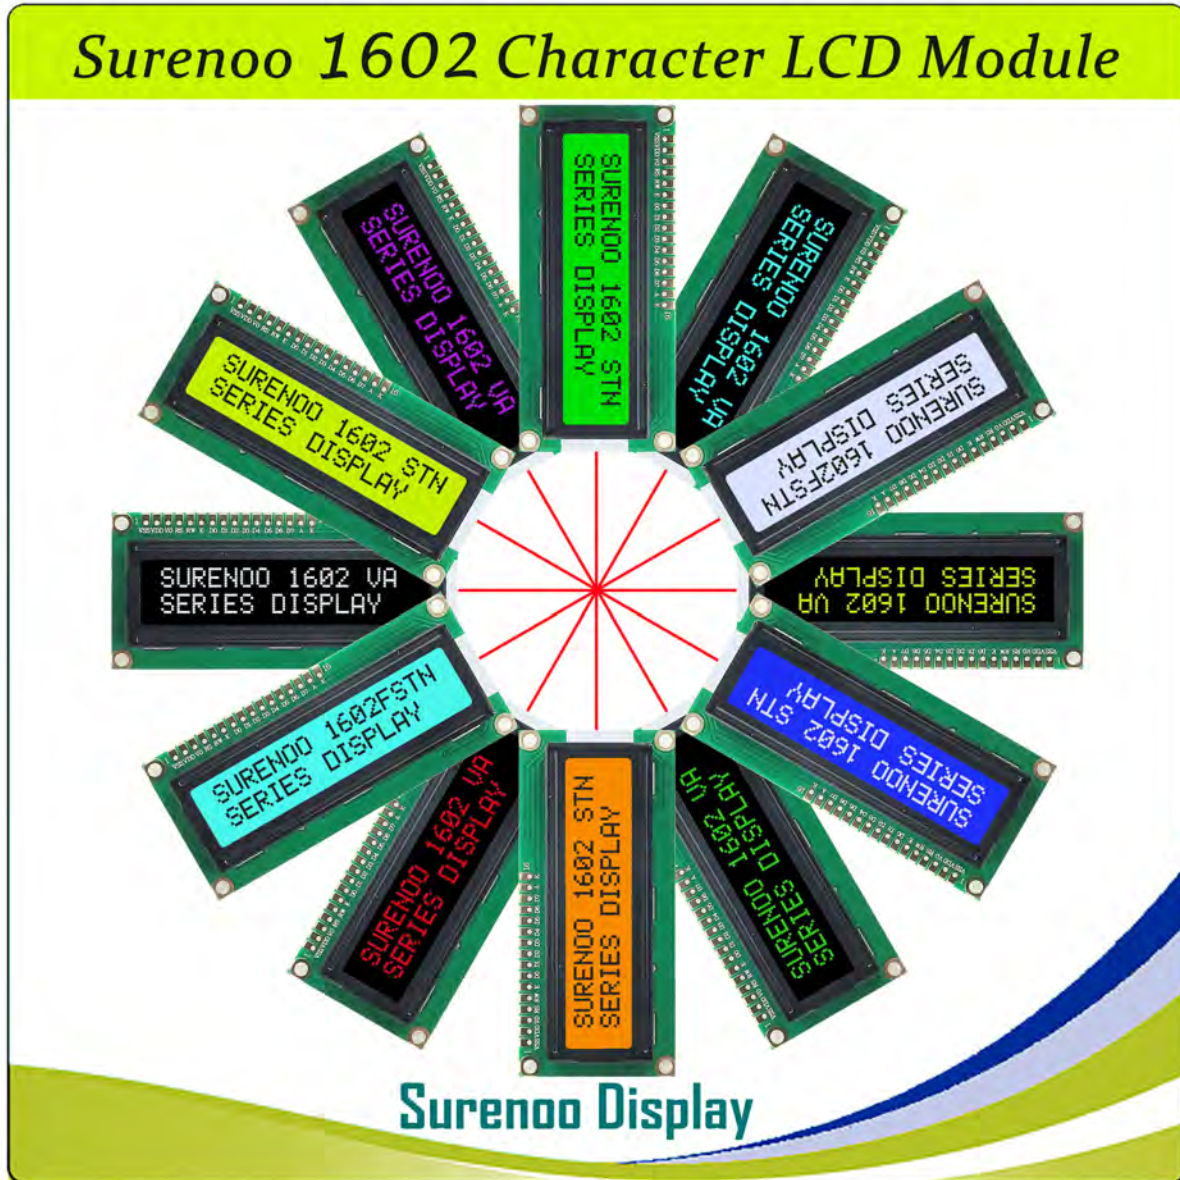 Surenoo 1602 Character LCD Module
SURENOO 1602 STN
SERIES DISPLAY
SURENOO 1602 VA
SERIES DISPLAY
SURENOO
1602FSTN
SERIES
DISPLAY
SURENOO 1602 VA
SERIES DISPLAY
SURENOO 1602 STN
SERIES DISPLAY
SURENOO 1602 VA
SERIES DISPLAY
SURENOO 1602 STN
SERIES DISPLAY
SURENOO 1602 VA
SERIES DISPLAY
SURENOO 1602FSTN
SERIES DISPLAY
SURENOO 1602 VA
SERIES DISPLAY
SURENOO 1602 STN
SERIES DISPLAY
SURENOO 1602 VA
SERIES DISPLAY
Surenoo Display